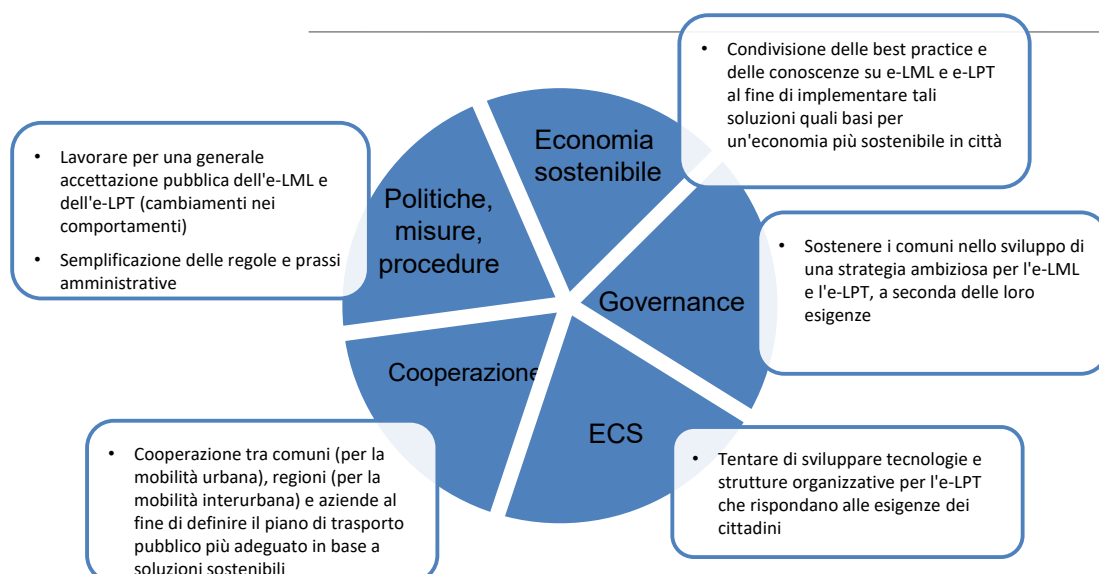 • Condivisione delle best practice e
delle conoscenze su e-LML e e-LPT
al fine di implementare tali
soluzioni quali basi per
un'economia più sostenibile in città
Economia
sostenibile
• Lavorare per una generale
accettazione pubblica dell'e-LML e
dell'e-LPT (cambiamenti nei
comportamenti)
• Semplificazione delle regole e prassi
amministrative
Politiche,
misure,
procedure
Governance
• Sostenere i comuni nello sviluppo di
una strategia ambiziosa per l'e-LML
e l'e-LPT, a seconda delle loro
esigenze
Cooperazione
ECS
• Cooperazione tra comuni (per la
mobilità urbana), regioni (per la
mobilità interurbana) e aziende al
fine di definire il piano di trasporto
pubblico più adeguato in base a
soluzioni sostenibili
• Tentare di sviluppare tecnologie e
strutture organizzative per l'e-LPT
che rispondano alle esigenze dei
cittadini